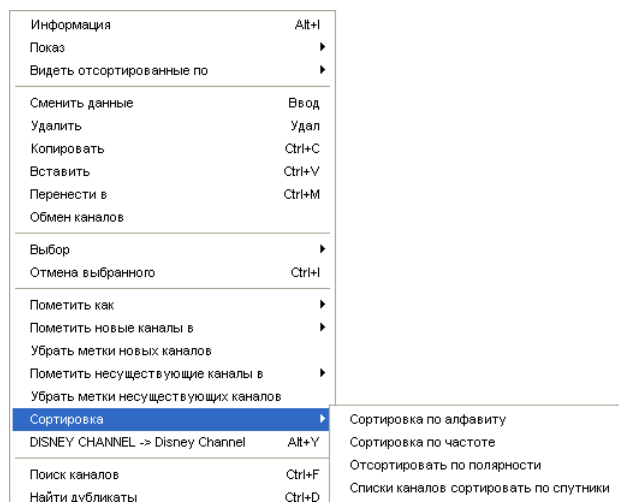 Информация Alt+I
Показ
Видеть отсортированные по
Сменить данные Ввод
Удалить Удал
Копировать Ctrl+C
Вставить Ctrl+V
Перенести в Ctrl+M
Обмен каналов
Выбор
Отмена выбранного Ctrl+I
Пометить как
Пометить новые каналы в
Убрать метки новых каналов
Пометить несуществующие каналы в
Убрать метки несуществующих каналов
Сортировка
DISNEY CHANNEL -> Disney Channel Alt+Y
Поиск каналов Ctrl+F
Найти дубликаты Ctrl+D
Сортировка по алфавиту
Сортировка по частоте
Отсортировать по полярности
Списки каналов сортировать по спутники